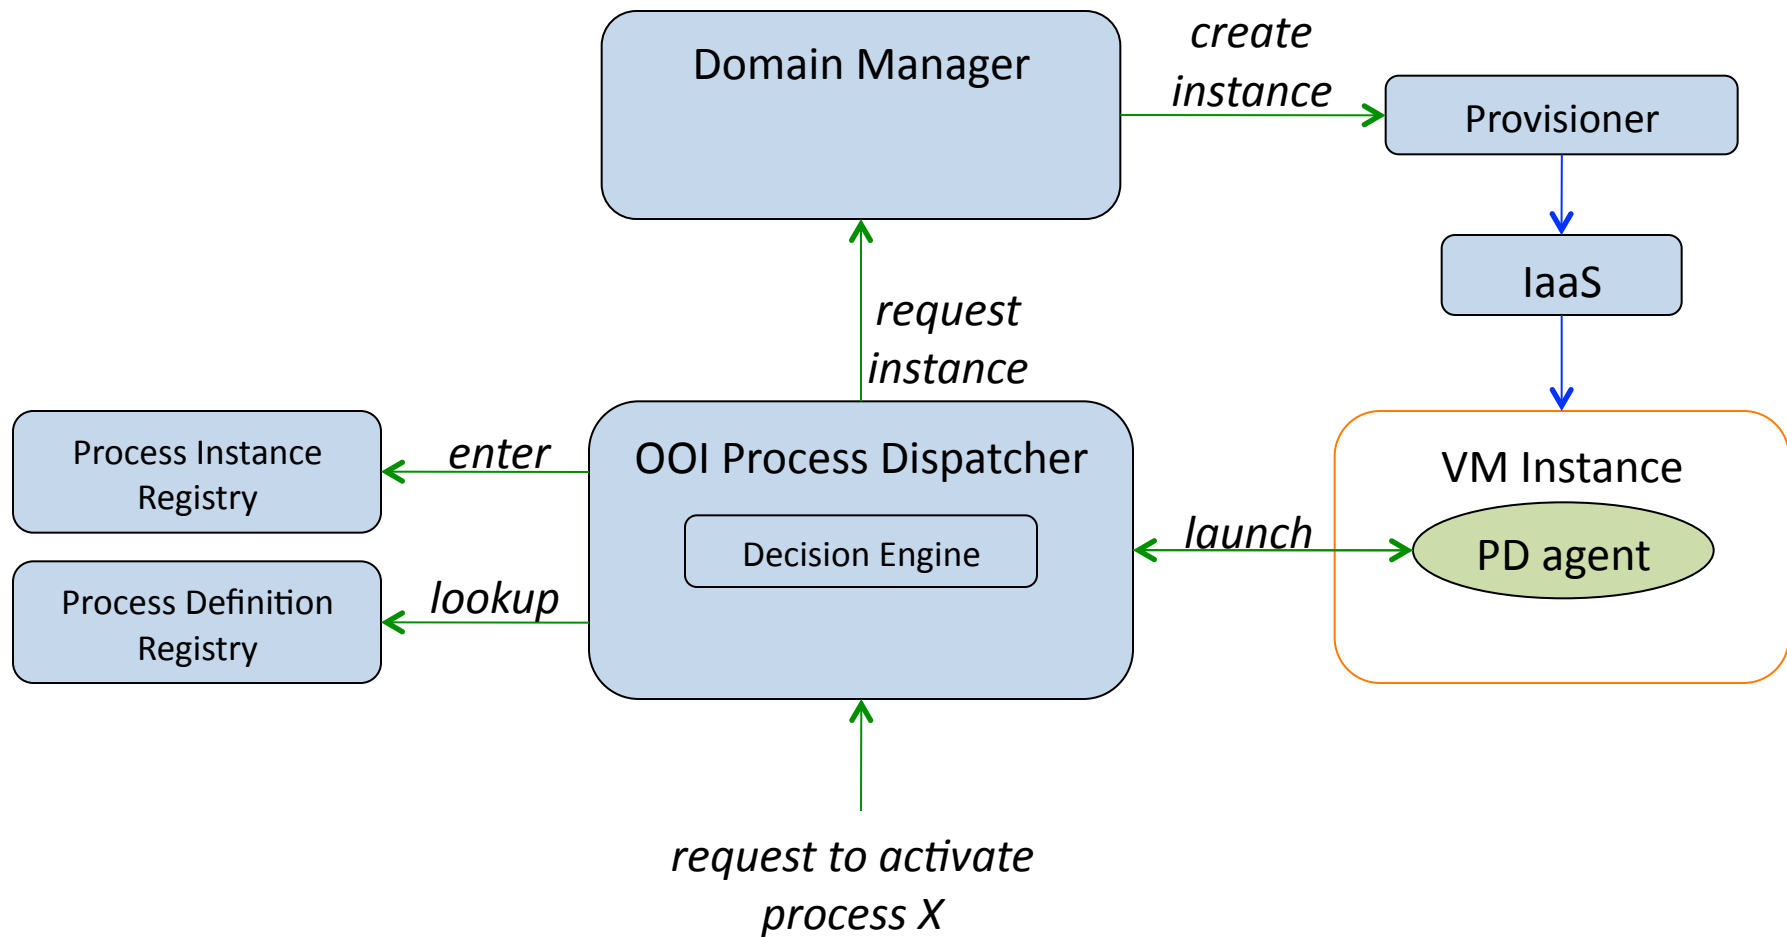 Domain Manager
create
instance
Provisioner
IaaS
request
instance
Process Instance
Registry
enter
OOI Process Dispatcher
VM Instance
Decision Engine
launch
PD agent
Process Definition
Registry
lookup
request to activate
process X